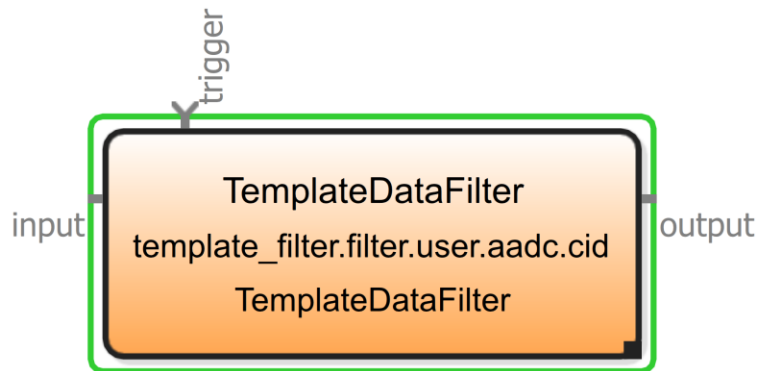 trigger
TemplateDataFilter
input
output
template_filter.filter.user.aadc.cid
TemplateDataFilter